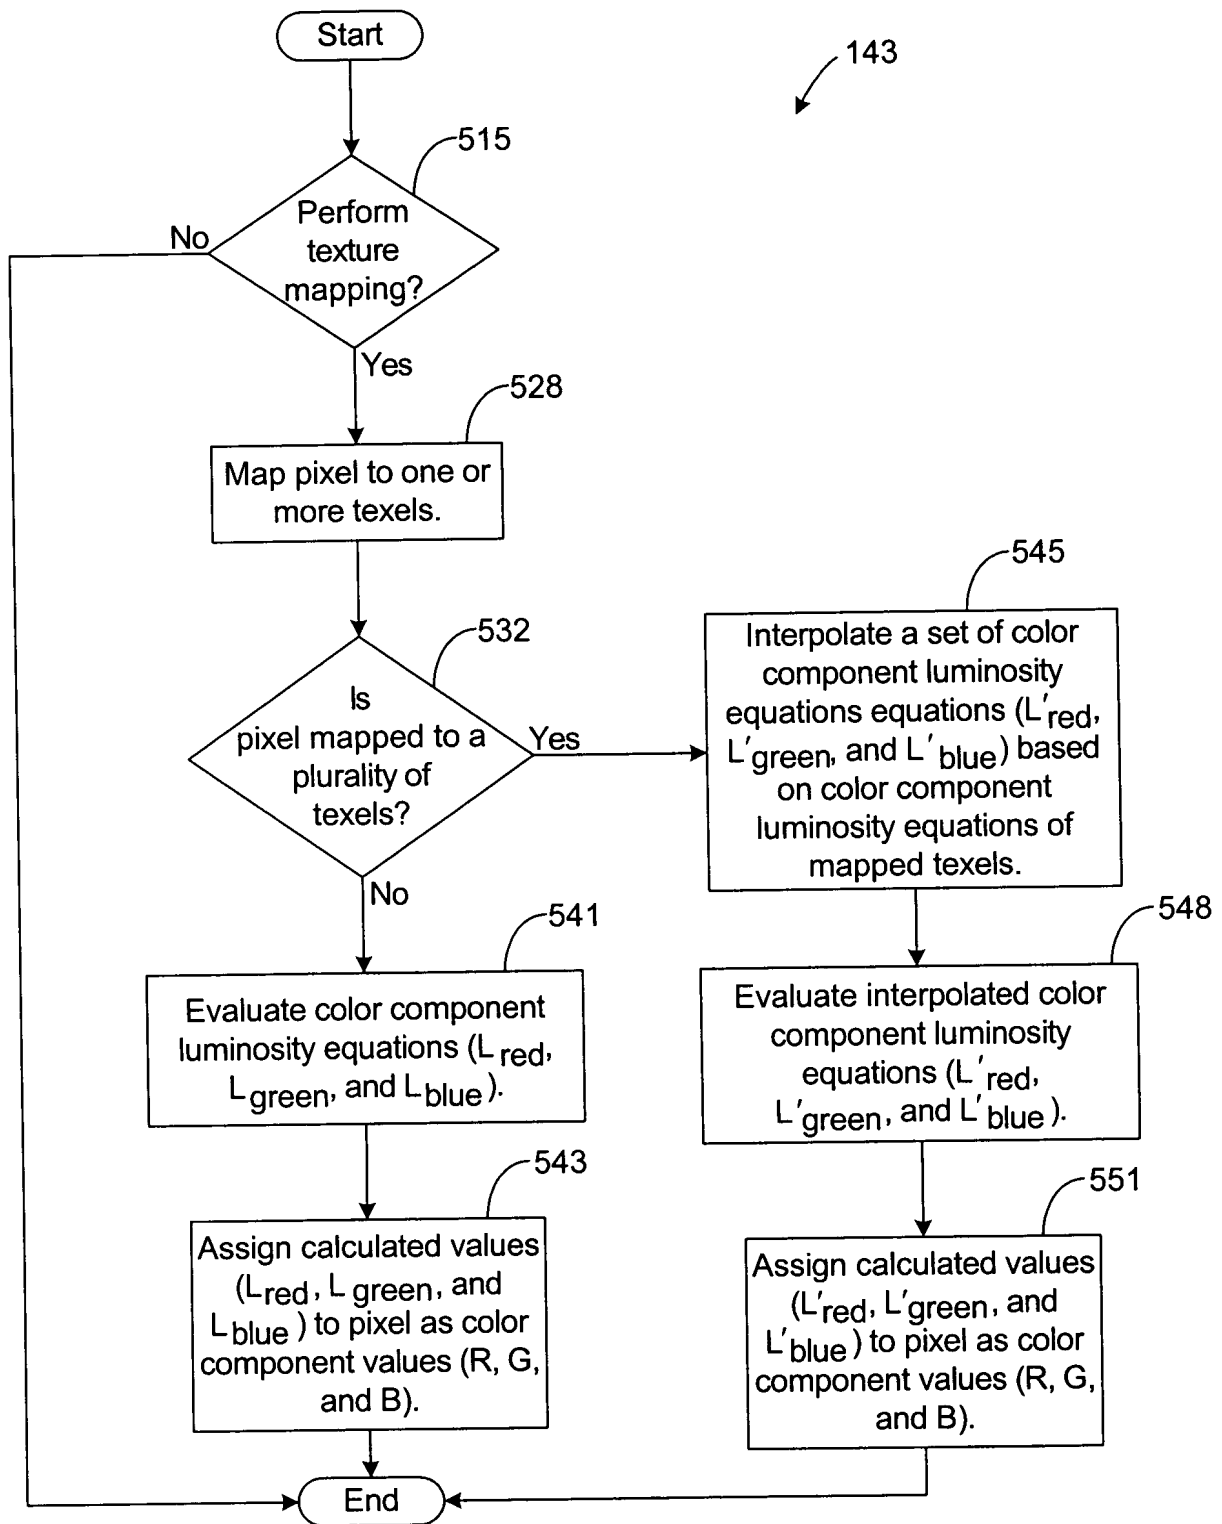 Start
143
515
Perform
texture
mapping?
No
Yes
528
Map pixel to one or
more texels.
532
Is
pixel mapped to a
plurality of
texels?
Yes
No
545
Interpolate a set of color
component luminosity
equations equations (L'red,
L'green, and L'blue) based
on color component
luminosity equations of
mapped texels.
541
Evaluate color component
luminosity equations (Lred,
Lgreen, and Lblue).
548
Evaluate interpolated color
component luminosity
equations (L'red,
L'green, and L'blue).
543
Assign calculated values
(Lred, Lgreen, and
Lblue) to pixel as color
component values (R, G,
and B).
551
Assign calculated values
(L'red, L'green, and
L'blue) to pixel as color
component values (R, G,
and B).
End